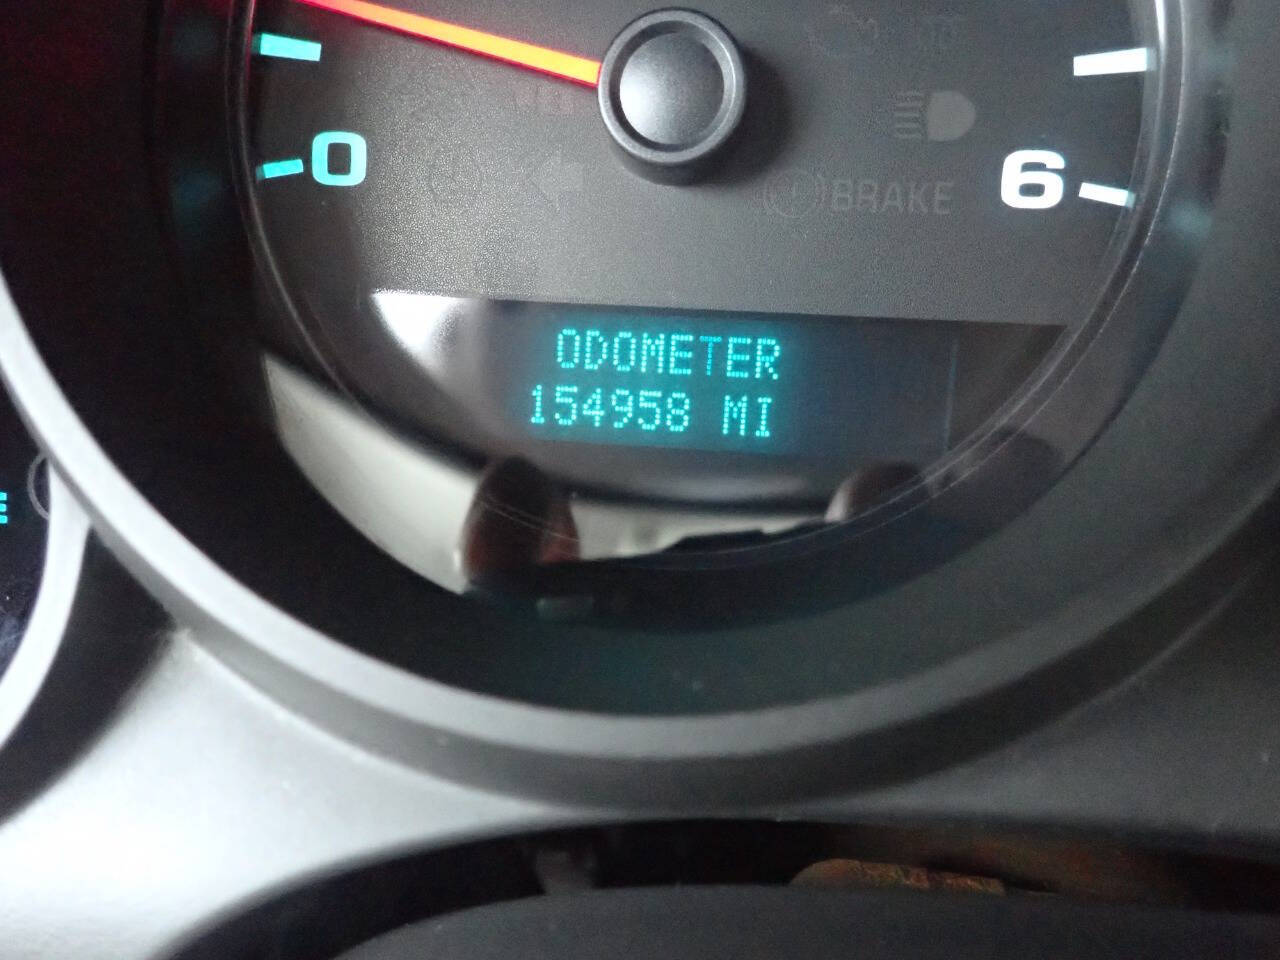 0
6
BRAKE
ODOMETER
154958 MI